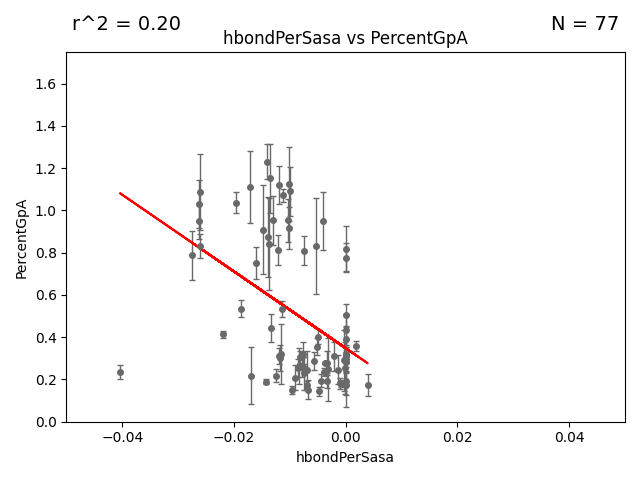 r^2 = 0.20
N = 77
hbondPerSasa vs PercentGpA
1.6
1.4
1.2
1.0
0.8
0.6
0.4
0.2
0.0
PercentGpA
−0.04
−0.02
0.00
0.02
0.04
hbondPerSasa